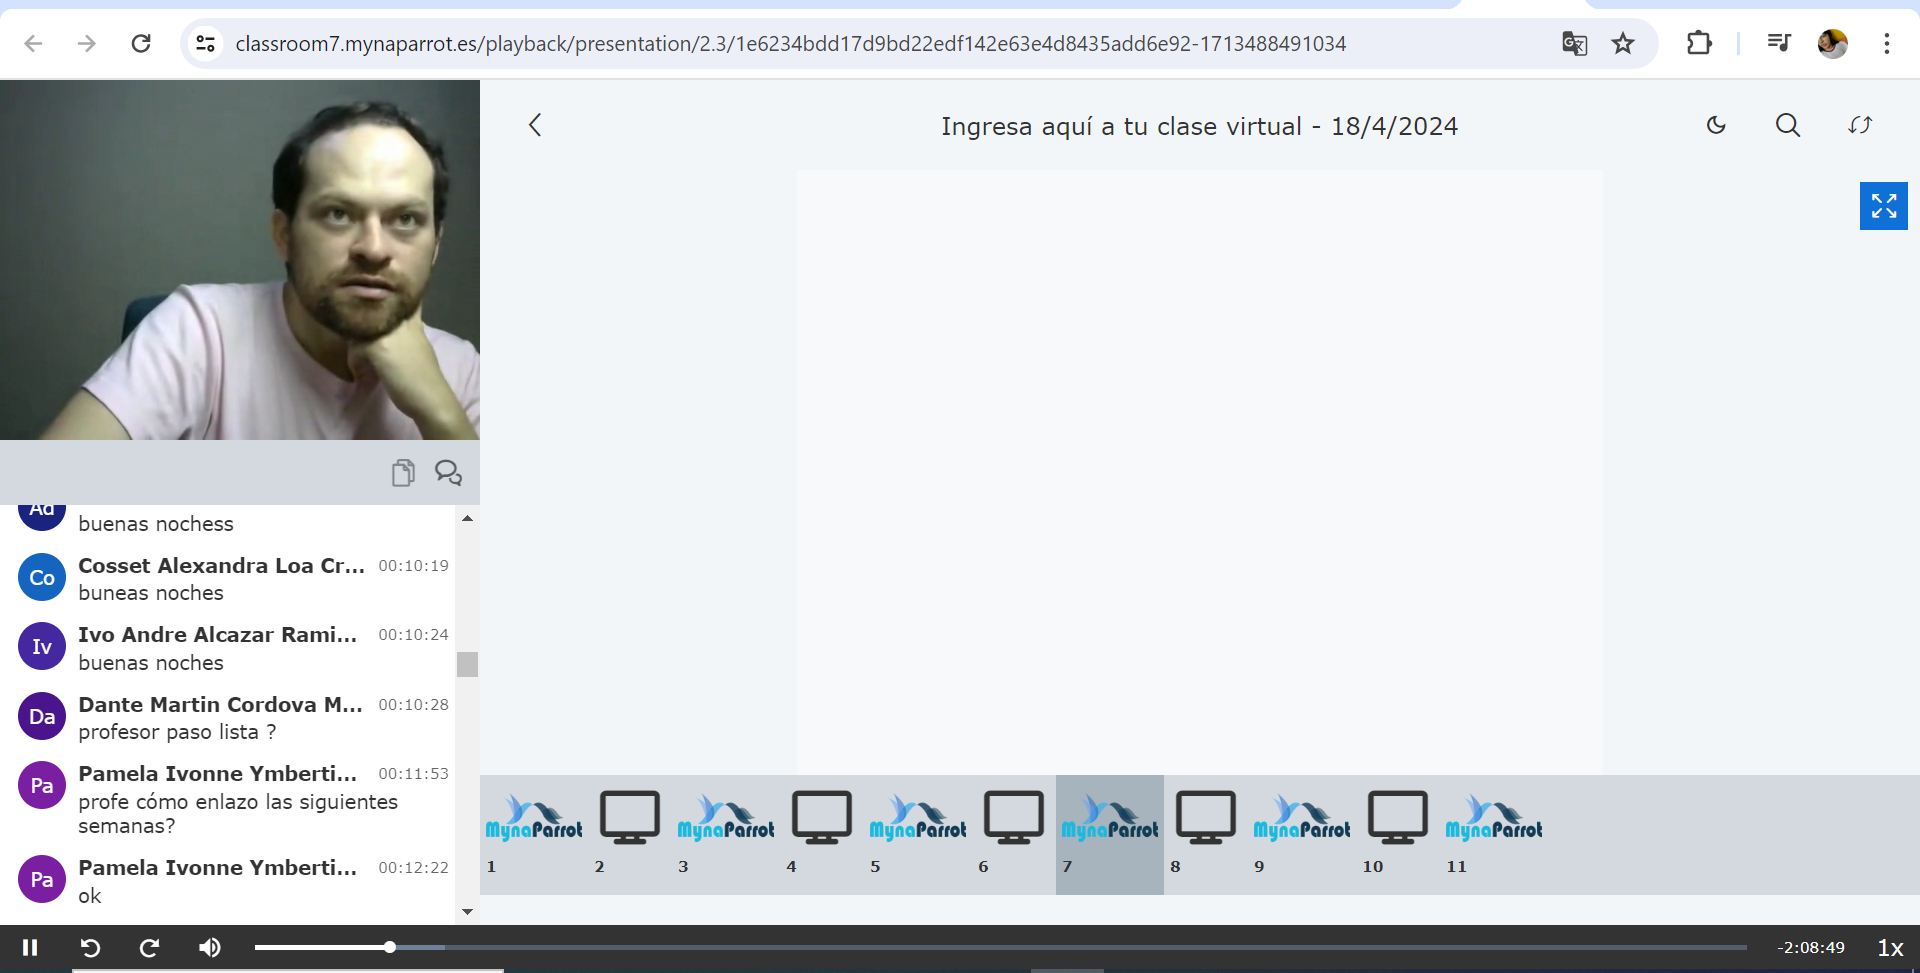 classroom7.mynaparrot.es/playback/presentation/2.3/1e6234bdd17d9bd22edf142e63e4d8435add6e92-1713488491034
Ingresa aquí a tu clase virtual - 18/4/2024
Ad
buenas nochess
Co
Cosset Alexandra Loa Cr... 00:10:19
buneas noches
Iv
Ivo Andre Alcazar Rami... 00:10:24
buenas noches
Da
Dante Martin Cordova M... 00:10:28
profesor paso lista ?
Pa
Pamela Ivonne Ymberti... 00:11:53
profe cómo enlazo las siguientes
semanas?
Pa
Pamela Ivonne Ymberti... 00:12:22
ok
MynaParrot MynaParrot MynaParrot MynaParrot MynaParrot MynaParrot
1 2 3 4 5 6 7 8 9 10 11
-2:08:49 1x